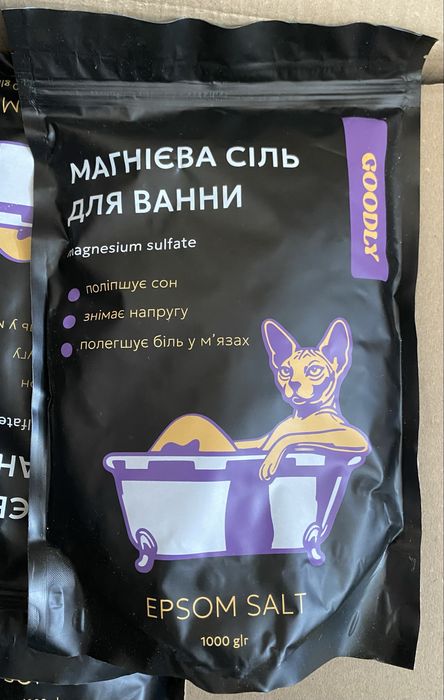 МАГНІЄВА СІЛЬ
ДЛЯ ВАННИ
magnesium sulfate
GOODLY
поліпшує сон
знімає напругу
полегшує біль у м'язах
EPSOM SALT
1000 g|г